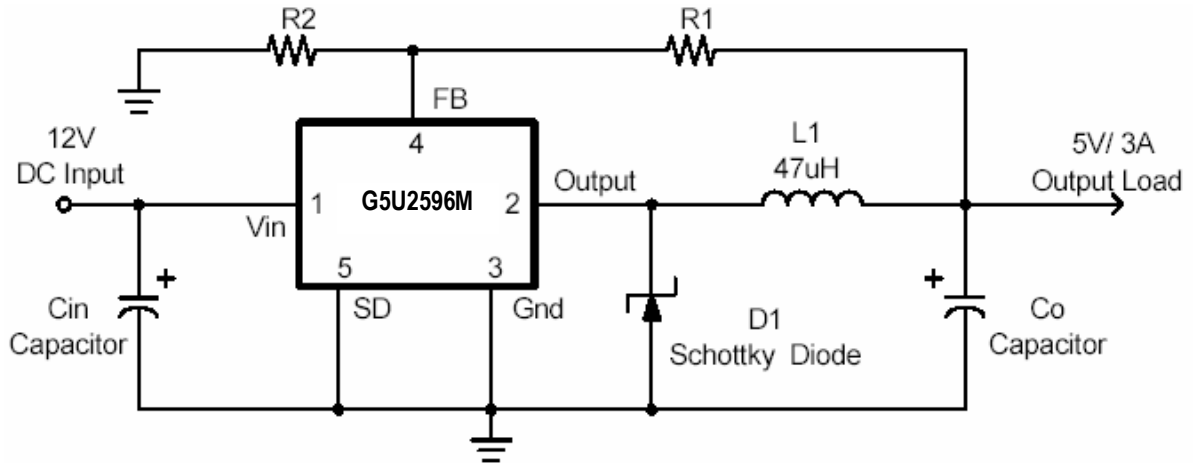 R2
R1
FB
4
12V
DC Input
L1
47uH
5V/ 3A
Output Load
Output
Vin
1
G5U2596M
2
5
3
SD
Gnd
+
Cin
Capacitor
D1
Schottky Diode
+
Co
Capacitor